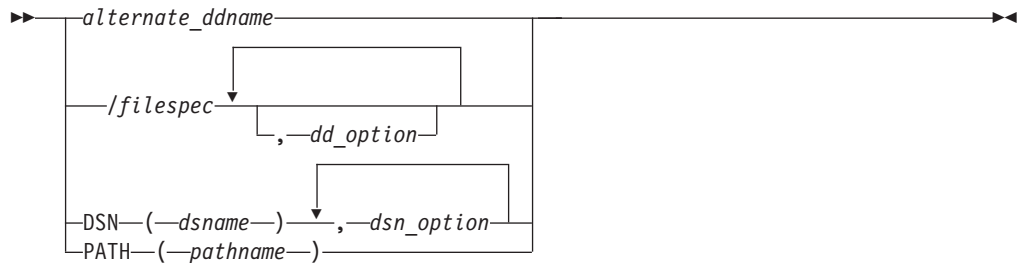 alternate_ddname
/filespec
, dd_option
DSN ( dsname ) , dsn_option
PATH ( pathname )